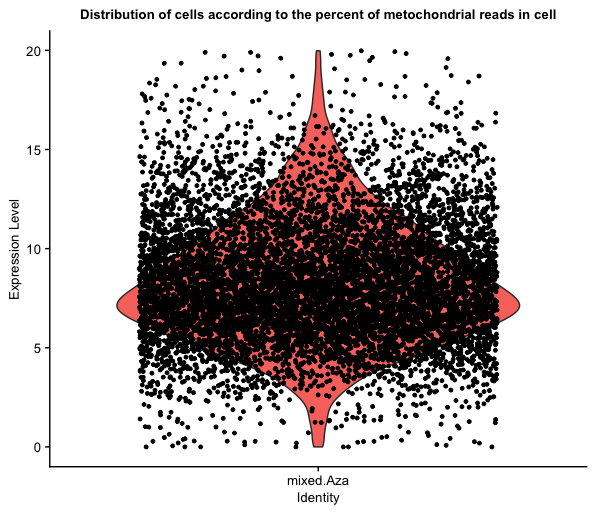 Distribution of cells according to the percent of metochondrial reads in cell
Expression Level
20
15
10
5
0
mixed.Aza
Identity